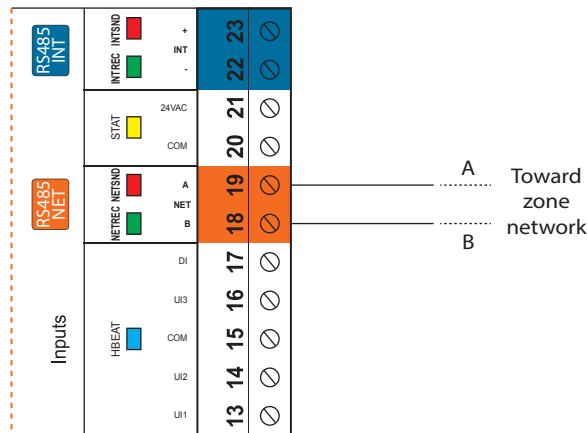 RS485
INT
INTREC INTSND
+
INT
-
23
22
STAT
24VAC
COM
21
20
RS485
NET
NETREC NETSND
A
NET
B
19
18
A
B
Toward
zone
network
Inputs
HBEAT
DI
UI3
COM
UI2
UI1
17
16
15
14
13